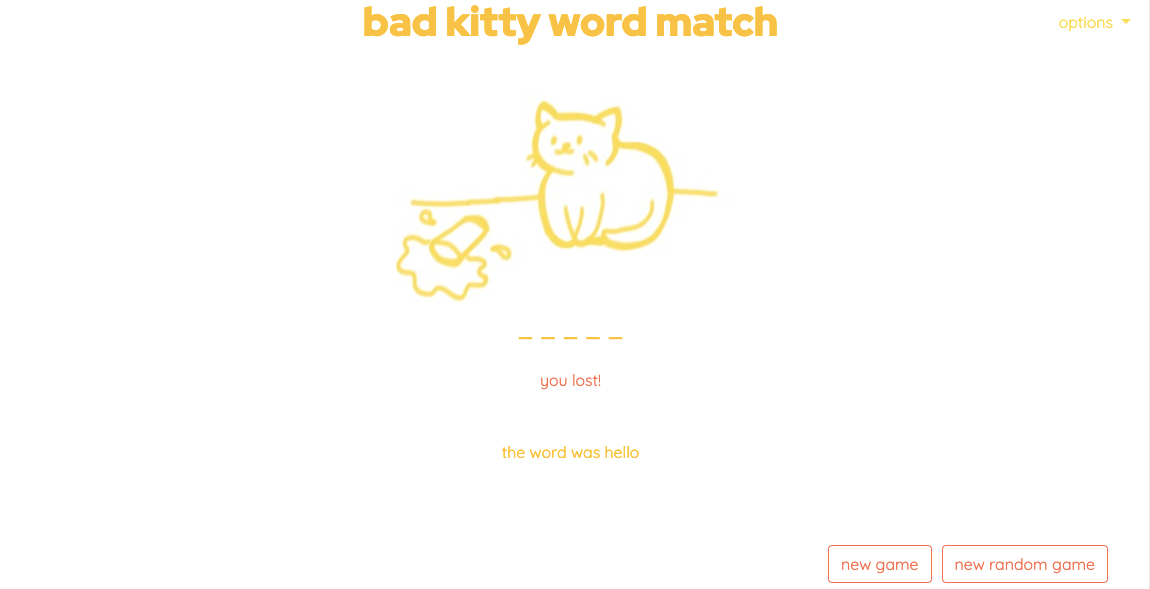 bad kitty word match
options
_ _ _ _ _
you lost!
the word was hello
new game
new random game